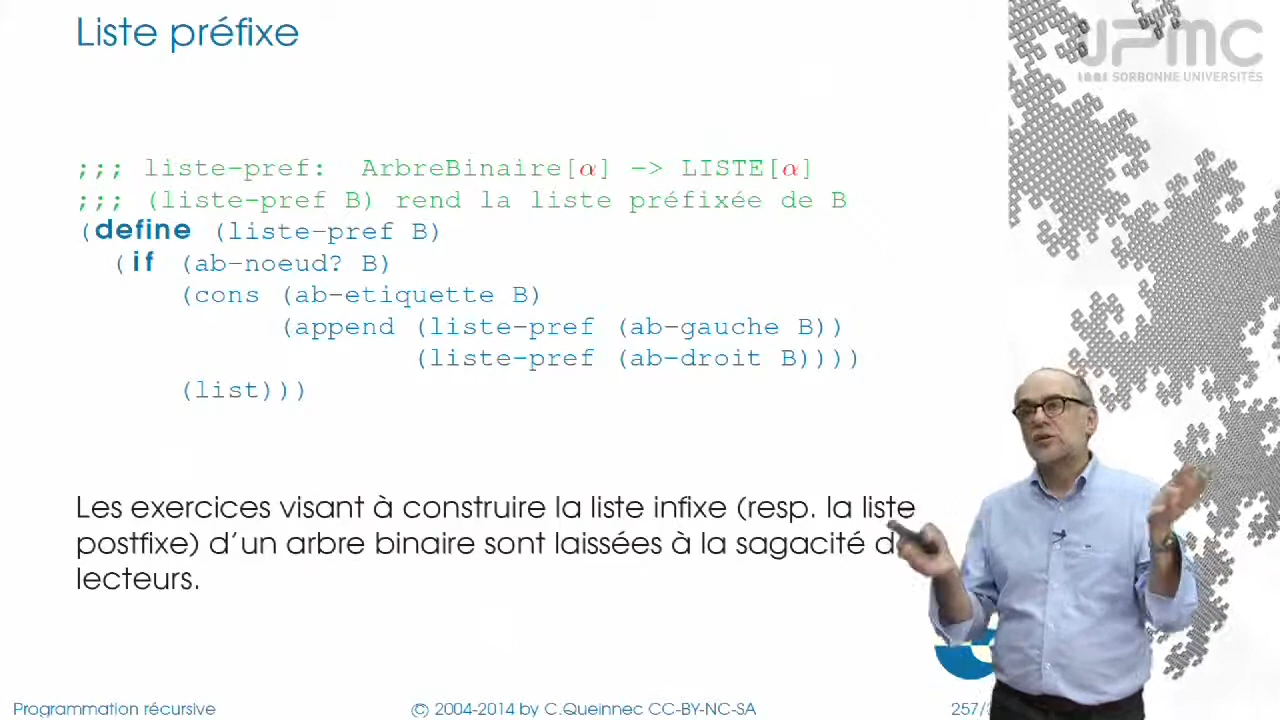 Liste préfixe
UPMC
SORBONNE UNIVERSITÉS
;;; liste-pref: ArbreBinaire[α] -> LISTE[α]
;;; (liste-pref B) rend la liste préfixée de B
(define (liste-pref B)
(if (ab-noeud? B)
(cons (ab-etiquette B)
(append (liste-pref (ab-gauche B))
(liste-pref (ab-droit B))))
(list)))
Les exercices visant à construire la liste infixe (resp. la liste
postfixe) d'un arbre binaire sont laissées à la sagacité
lecteurs.
Programmation récursive
© 2004-2014 by C.Queinnec CC-BY-NC-SA
257/